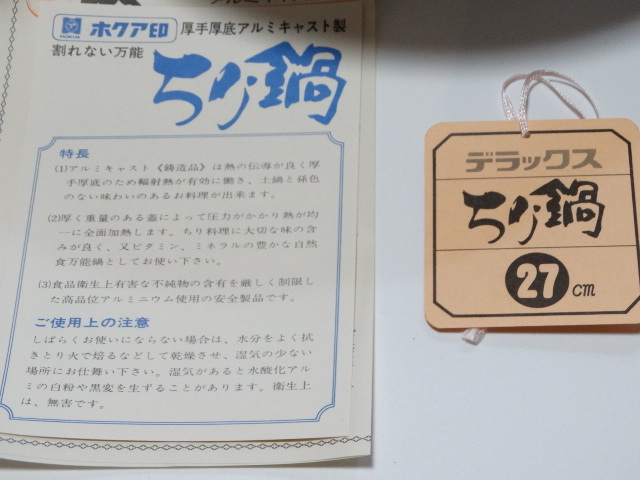 HOKUA
ホクア印 厚手厚底アルミキャスト製
割れない万能
ちり鍋
特長
(1)アルミキャスト《鋳造品》は熱の伝導が良く厚
手厚底のため輻射熱が有効に働き、土鍋と孫色
のない味わいのあるお料理が出来ます。
(2)厚く重量のある蓋によって圧力がかかり熱が均
一に全面加熱します。ちり料理に大切な味の含
みが良く、又ビタミン、ミネラルの豊かな自然
食万能鍋としてお使い下さい。
(3)食品衛生上有害な不純物の含有を厳しく制限し
た高品位アルミニウム使用の安全製品です。
ご使用上の注意
しばらくお使いにならない場合は、水分をよく拭
きとり火で焙るなどして乾燥させ、湿気の少ない
場所にお仕舞い下さい。湿気があると水酸化アル
ミの白粉や黒変を生ずることがあります。衛生上
は、無害です。
デラックス
ちり鍋
27cm